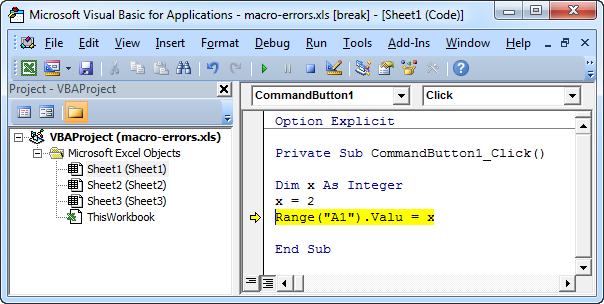 Microsoft Visual Basic for Applications - macro-errors.xls [break] - [Sheet1 (Code)]
File Edit View Insert Format Debug Run Tools Add-Ins Window Help
Project - VBAProject
VBAProject (macro-errors.xls)
Microsoft Excel Objects
Sheet1 (Sheet1)
Sheet2 (Sheet2)
Sheet3 (Sheet3)
ThisWorkbook
CommandButton1 Click
Option Explicit
Private Sub CommandButton1_Click()
Dim x As Integer
x = 2
Range("A1").Valu = x
End Sub